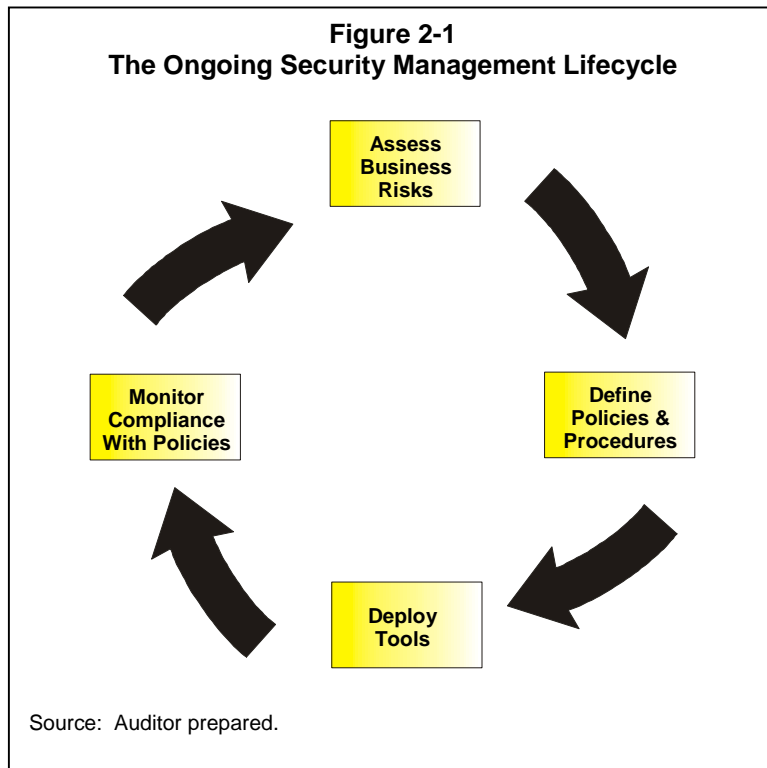 Figure 2-1
The Ongoing Security Management Lifecycle
Assess
Business
Risks
Define
Policies &
Procedures
Deploy
Tools
Monitor
Compliance
With Policies
Source: Auditor prepared.